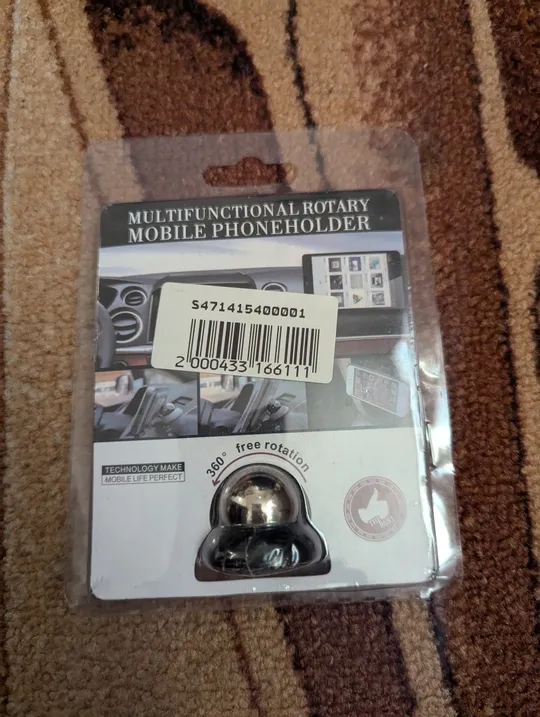 MULTIFUNCTIONAL ROTARY
MOBILE PHONEHOLDER
S471415400001
2 000433 166111
360° free rotation
TECHNOLOGY MAKE
MOBILE LIFE PERFECT